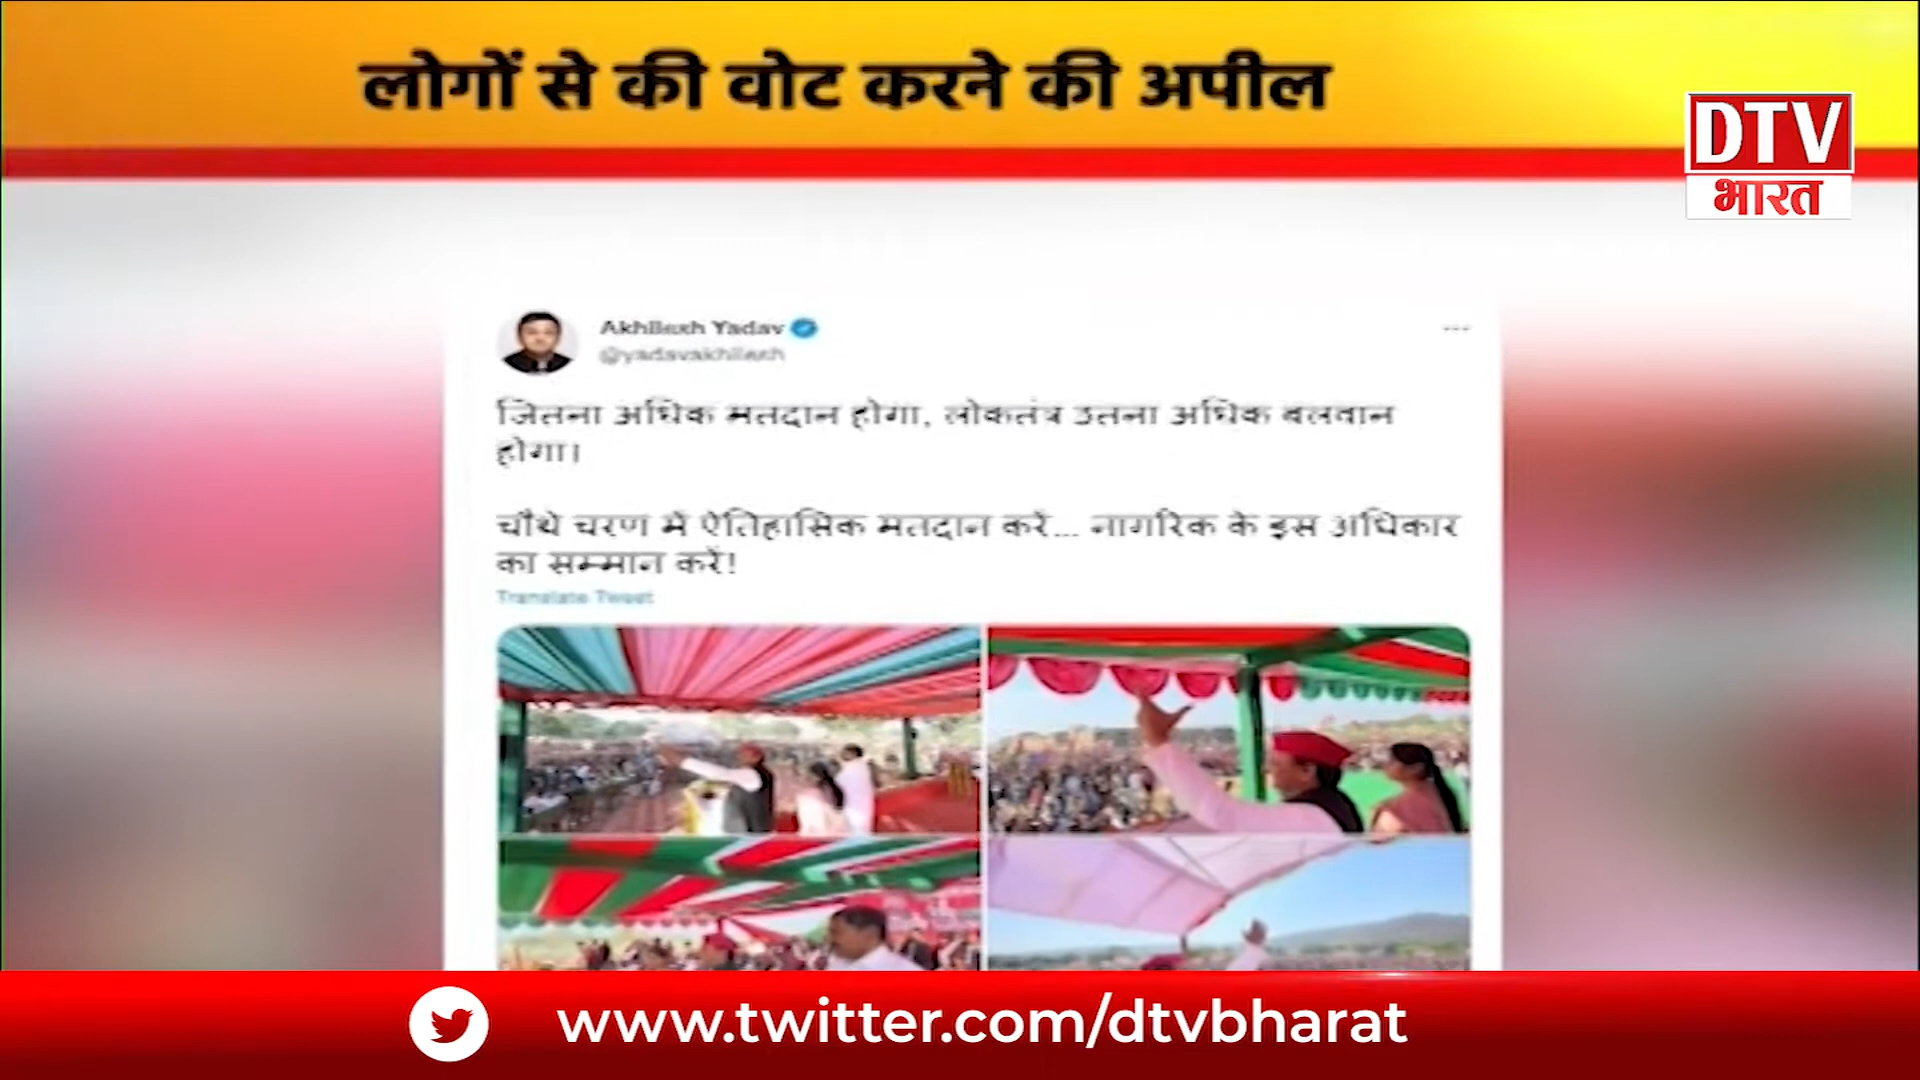 लोगों से की वोट करने की अपील
DTV
भारत
Akhilesh Yadav
@yadavakhilesh
जितना अधिक मतदान होगा, लोकतंत्र उतना अधिक बलवान
होगा।
चौथे चरण में ऐतिहासिक मतदान करें... नागरिक के इस अधिकार
का सम्मान करें!
Translate Tweet
www.twitter.com/dtvbharat